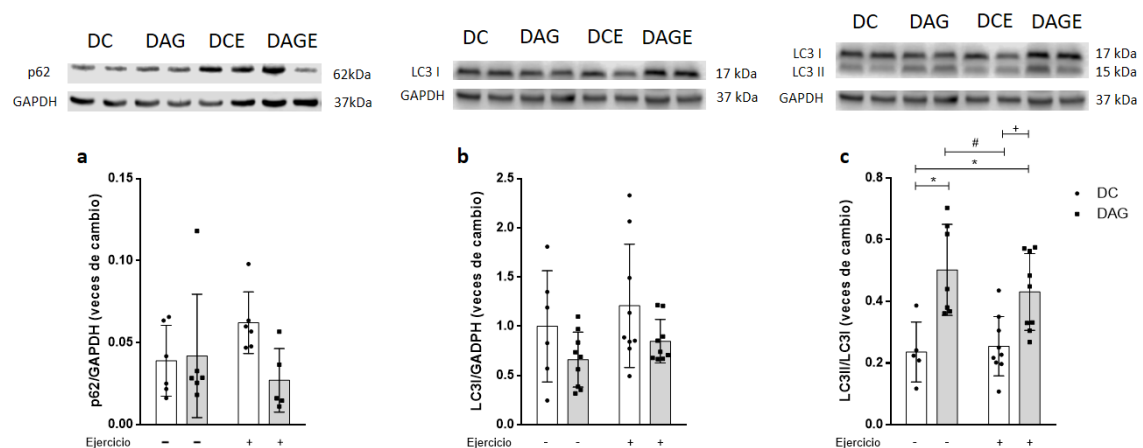 DC DAG DCE DAGE
p62 62kDa
GAPDH 37kDa
DC DAG DCE DAGE
LC3 I 17 kDa
GAPDH 37 kDa
DC DAG DCE DAGE
LC3 I 17 kDa
LC3 II 15 kDa
GAPDH 37 kDa
a
p62/GAPDH (veces de cambio)
0.15
0.10
0.05
0.00
Ejercicio - - + +
b
LC3I/GADPH (veces de cambio)
2.5
2.0
1.5
1.0
0.5
0.0
Ejercicio - - + +
c
LC3II/LC3I (veces de cambio)
0.8
0.6
0.4
0.2
0.0
+
#
*
*
Ejercicio - - + +
DC
DAG